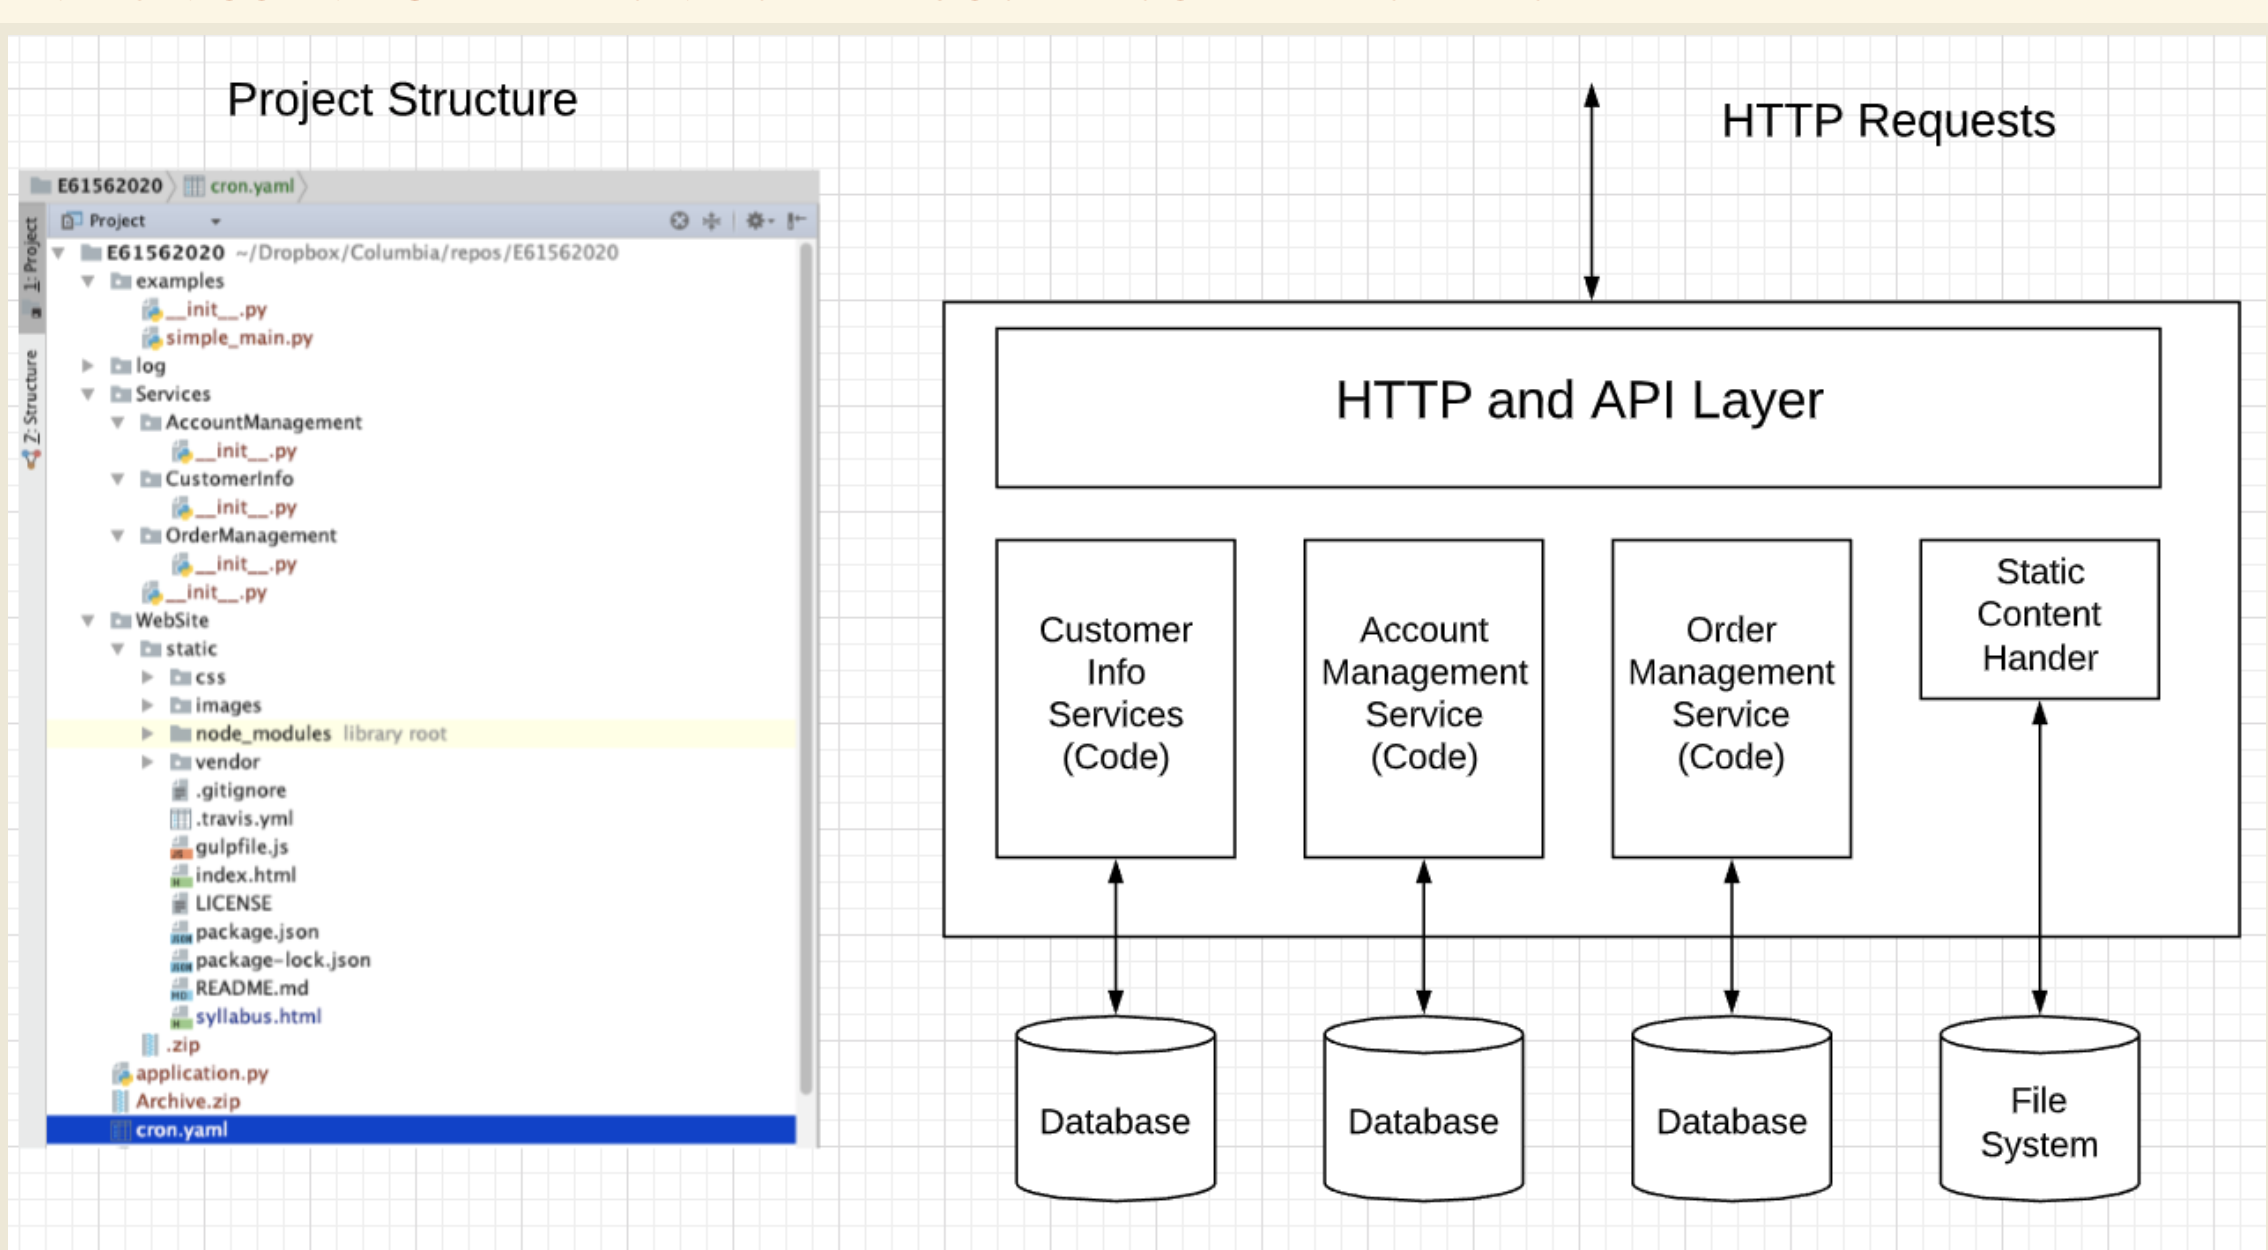 Project Structure
E61562020
cron.yaml
1: Project
Project
E61562020 ~/Dropbox/Columbia/repos/E61562020
examples
__init__.py
simple_main.py
log
Services
AccountManagement
__init__.py
CustomerInfo
__init__.py
OrderManagement
__init__.py
__init__.py
WebSite
static
css
images
node_modules library root
vendor
.gitignore
.travis.yml
gulpfile.js
index.html
LICENSE
package.json
package-lock.json
README.md
syllabus.html
.zip
application.py
Archive.zip
cron.yaml
Z: Structure
HTTP Requests
HTTP and API Layer
Customer
Info
Services
(Code)
Account
Management
Service
(Code)
Order
Management
Service
(Code)
Static
Content
Hander
Database
Database
Database
File
System